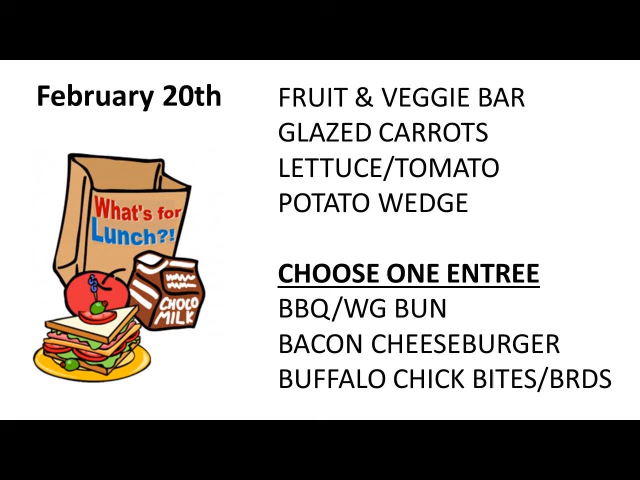 February 20th
What's for
Lunch?!
CHOCO
MILK
FRUIT & VEGGIE BAR
GLAZED CARROTS
LETTUCE/TOMATO
POTATO WEDGE
CHOOSE ONE ENTREE
BBQ/WG BUN
BACON CHEESEBURGER
BUFFALO CHICK BITES/BRDS